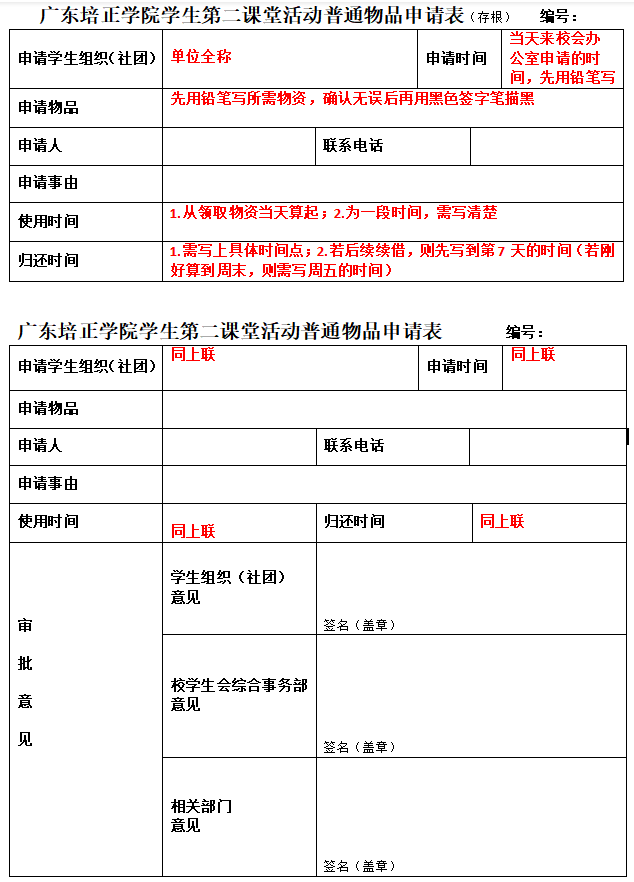 广东培正学院学生第二课堂活动普通物品申请表（存根） 编号：
申请学生组织（社团） 单位全称 申请时间 当天来校会办
公室申请的时
间，先用铅笔写
申请物品 先用铅笔写所需物资，确认无误后再用黑色签字笔描黑
申请人 联系电话
申请事由
使用时间 1.从领取物资当天算起；2.为一段时间，需写清楚
归还时间 1.需写上具体时间点；2.若后续续借，则先写到第7 天的时间（若刚
好算到周末，则需写周五的时间）
广东培正学院学生第二课堂活动普通物品申请表 编号：
申请学生组织（社团） 同上联 申请时间 同上联
申请物品
申请人 联系电话
申请事由
使用时间 同上联 归还时间 同上联
审
批
意
见
学生组织（社团）
意见
签名（盖章）
校学生会综合事务部
意见
签名（盖章）
相关部门
意见
签名（盖章）